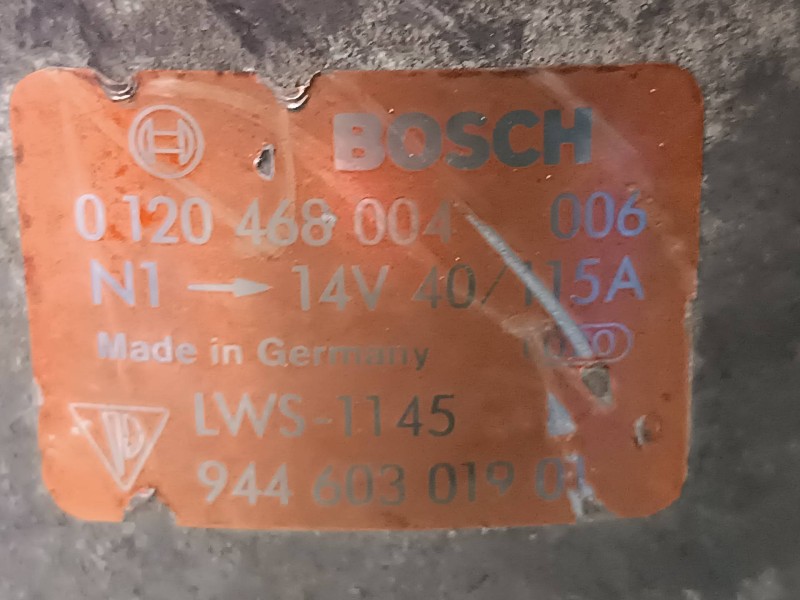 BOSCH
0 120 468 004 006
N1 → 14V 40/115A
Made in Germany
LWS-1145
944 603 019 01